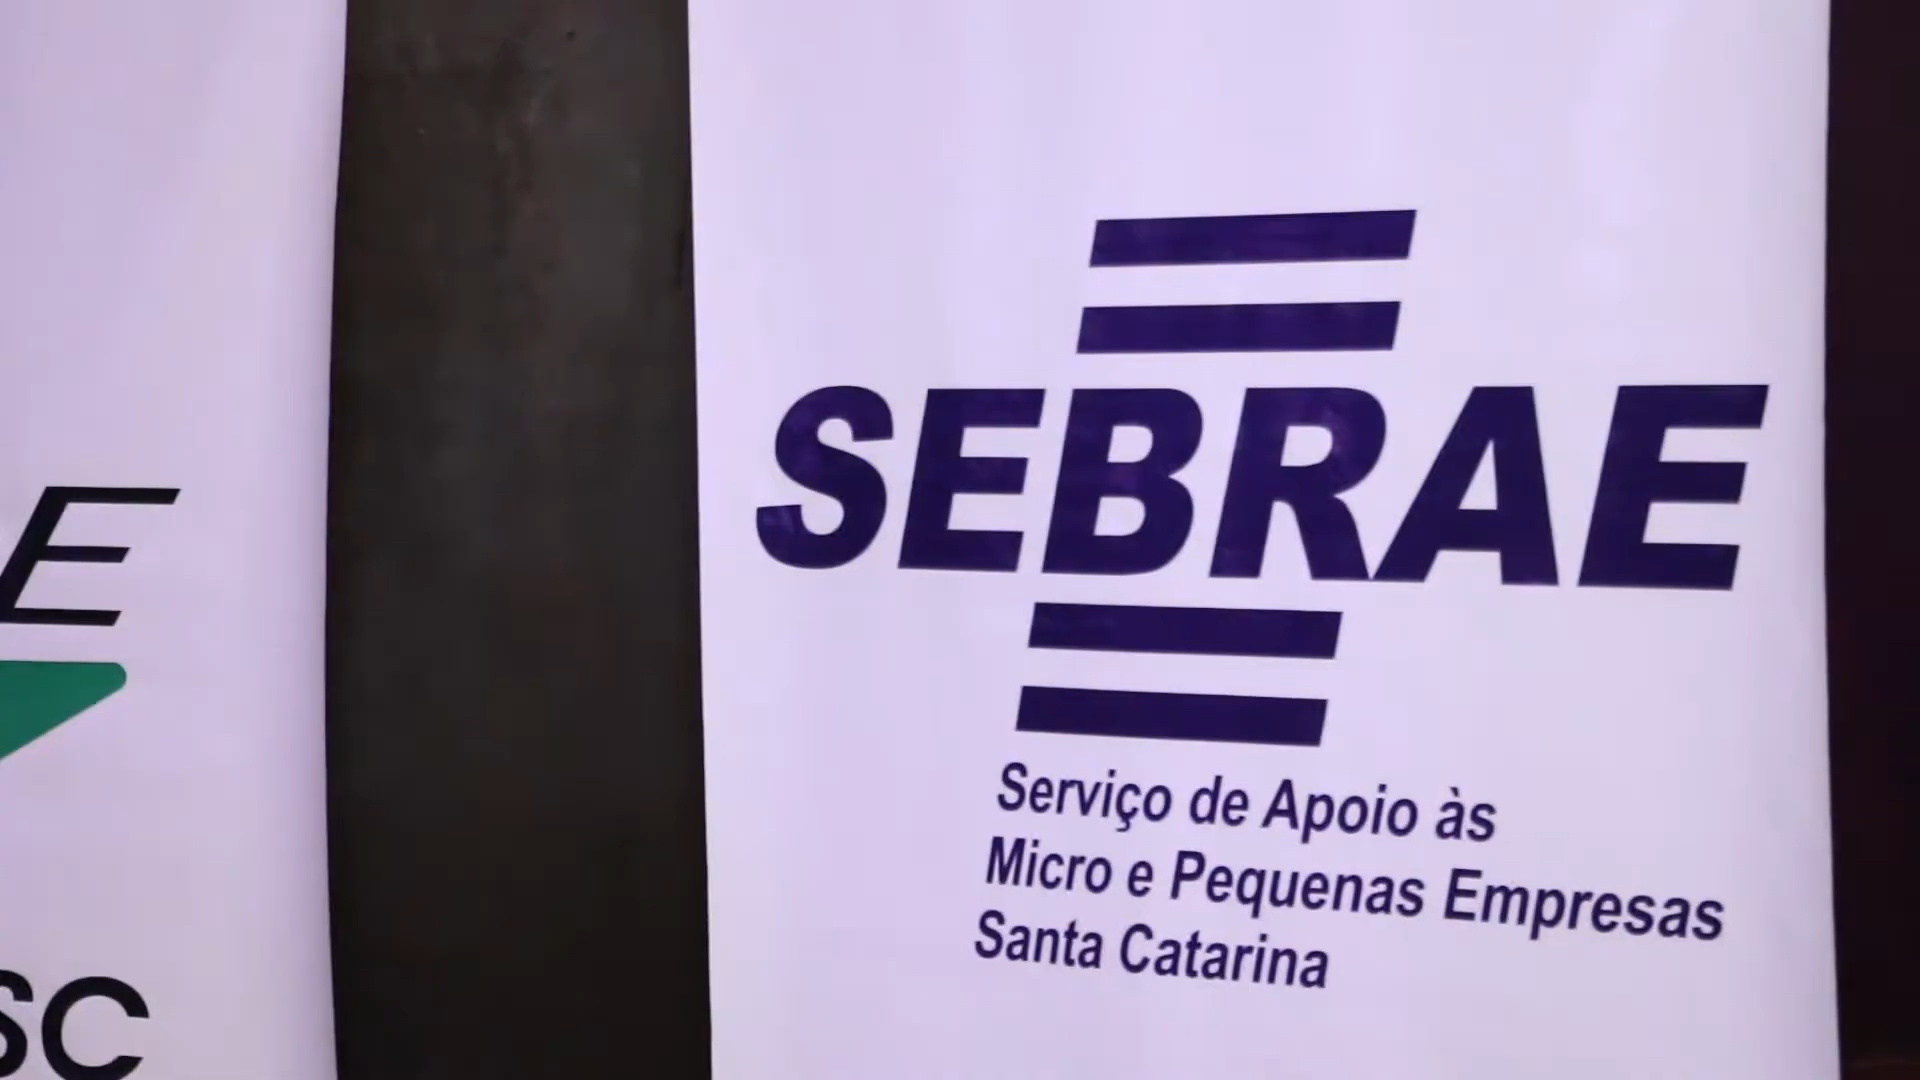 E
SC
SEBRAE
Serviço de Apoio às
Micro e Pequenas Empresas
Santa Catarina